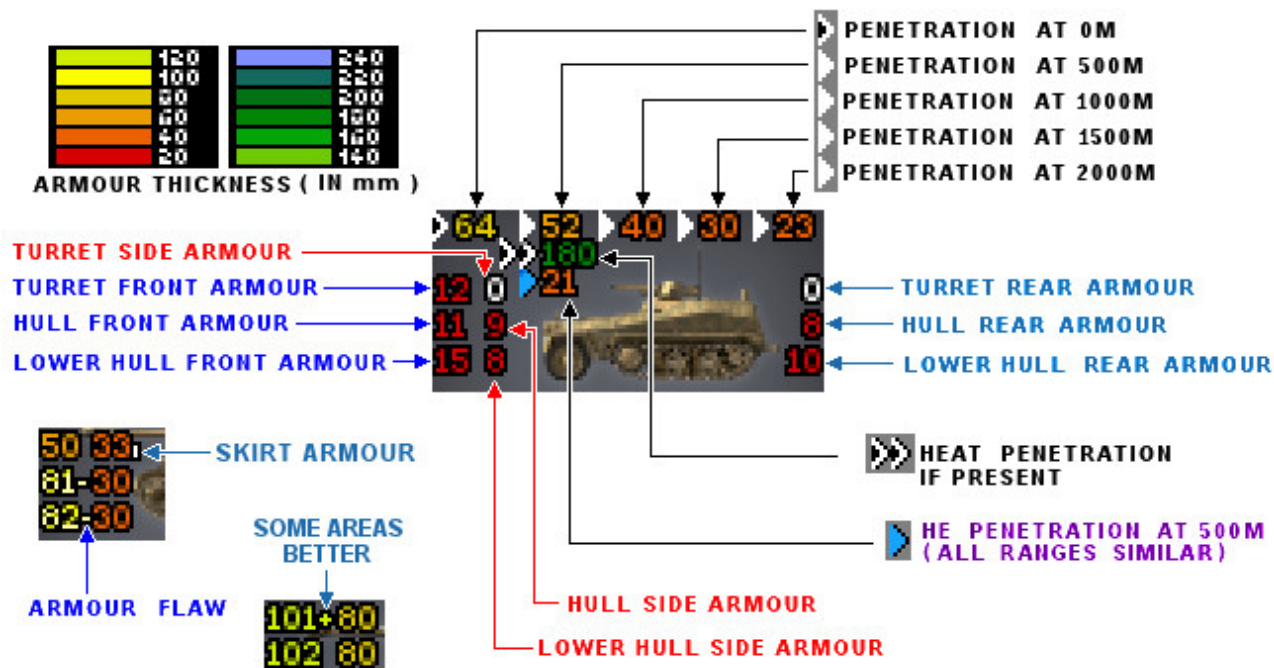 PENETRATION AT 0M
PENETRATION AT 500M
PENETRATION AT 1000M
PENETRATION AT 1500M
PENETRATION AT 2000M
120
100
80
60
40
20
240
220
200
180
160
140
ARMOUR THICKNESS ( IN mm )
64 52 40 30 23
180
21
TURRET SIDE ARMOUR
TURRET FRONT ARMOUR
HULL FRONT ARMOUR
LOWER HULL FRONT ARMOUR
12 0
11 9
15 8
0
8
10
TURRET REAR ARMOUR
HULL REAR ARMOUR
LOWER HULL REAR ARMOUR
50 33
81-30
82-30
SKIRT ARMOUR
ARMOUR FLAW
SOME AREAS
BETTER
101+80
102 80
HEAT PENETRATION
IF PRESENT
HE PENETRATION AT 500M
(ALL RANGES SIMILAR)
HULL SIDE ARMOUR
LOWER HULL SIDE ARMOUR